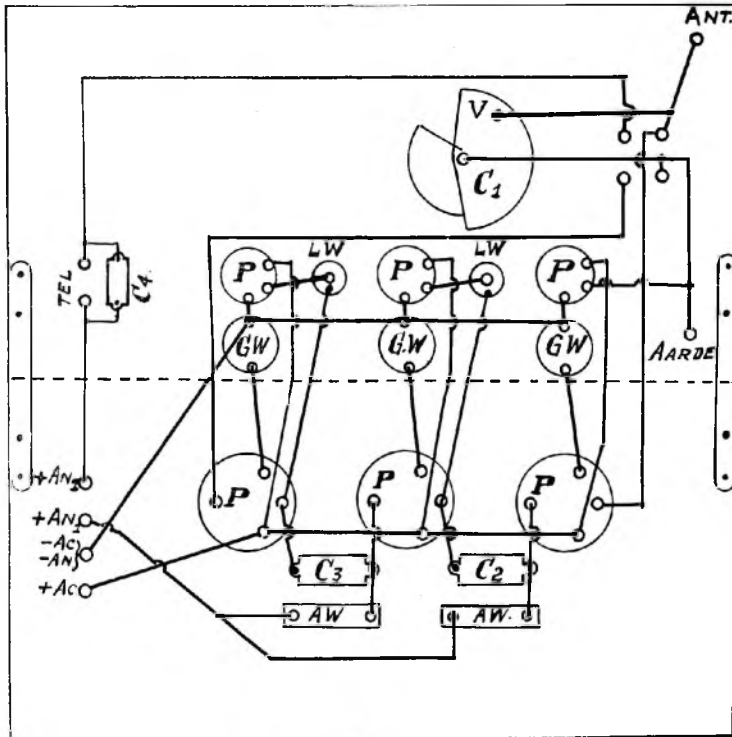 ANT.
V
C1
LW
LW
P
P
P
TEL
C4.
GW
GW
GW
AARDE
P
P
P
+AN2
+AN1
-AC
-AN
+AC
C3
C2
AW
AW.